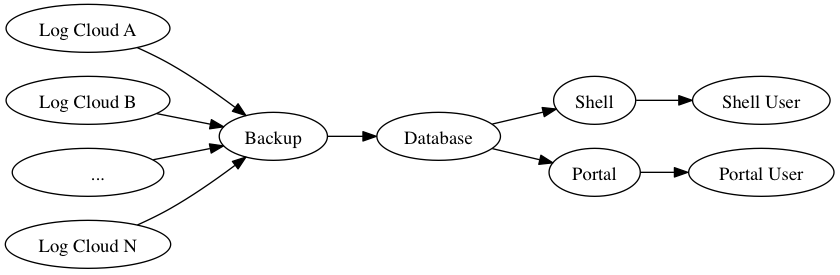 Log Cloud A
Log Cloud B
...
Log Cloud N
Backup
Database
Shell
Portal
Shell User
Portal User